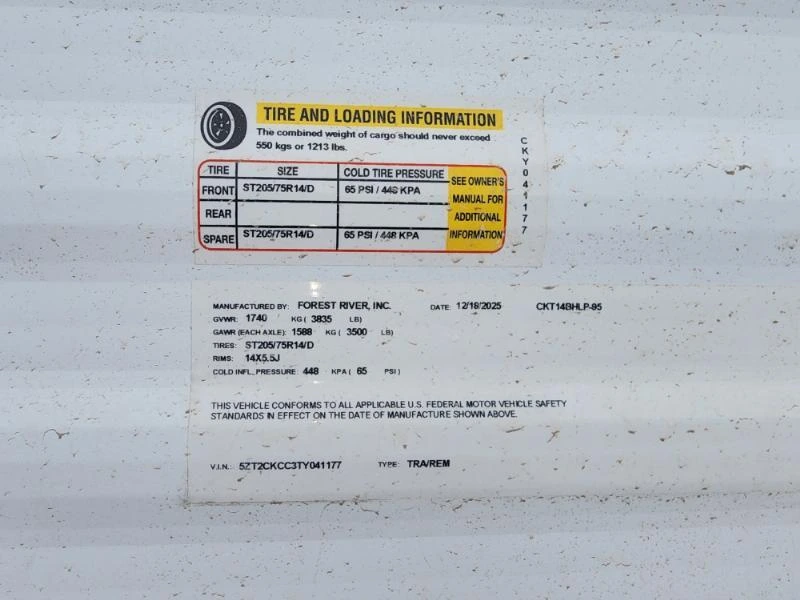 TIRE AND LOADING INFORMATION
The combined weight of cargo should never exceed
550 kgs or 1213 lbs.
TIRE SIZE COLD TIRE PRESSURE SEE OWNER'S MANUAL FOR ADDITIONAL INFORMATION
FRONT ST205/75R14/D 65 PSI / 448 KPA
REAR
SPARE ST205/75R14/D 65 PSI / 448 KPA
CKY041177
MANUFACTURED BY: FOREST RIVER, INC. DATE: 12/18/2025 CKT14BHLP-95
GVWR: 1740 KG ( 3835 LB)
GAWR (EACH AXLE): 1588 KG ( 3500 LB)
TIRES: ST205/75R14/D
RIMS: 14X5.5J
COLD INFL. PRESSURE: 448 KPA ( 65 PSI)
THIS VEHICLE CONFORMS TO ALL APPLICABLE U.S. FEDERAL MOTOR VEHICLE SAFETY
STANDARDS IN EFFECT ON THE DATE OF MANUFACTURE SHOWN ABOVE.
V.I.N.: 5ZT2CKCC3TY041177 TYPE: TRA/REM